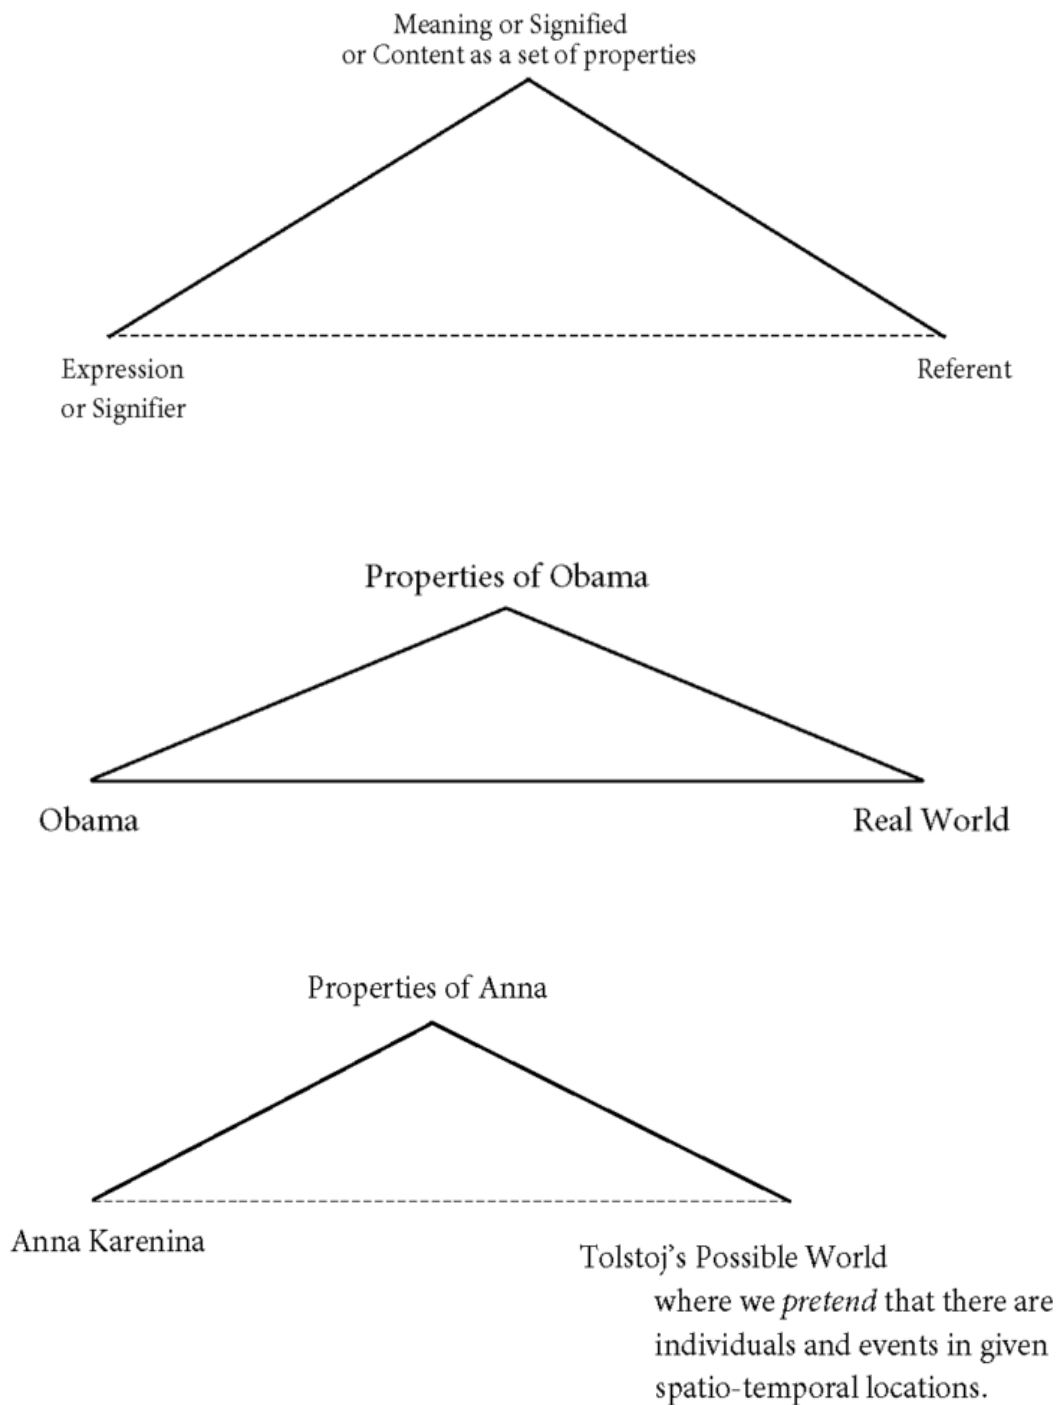 Meaning or Signified
or Content as a set of properties
Expression
or Signifier
Referent
Properties of Obama
Obama
Real World
Properties of Anna
Anna Karenina
Tolstoj's Possible World
where we pretend that there are
individuals and events in given
spatio-temporal locations.